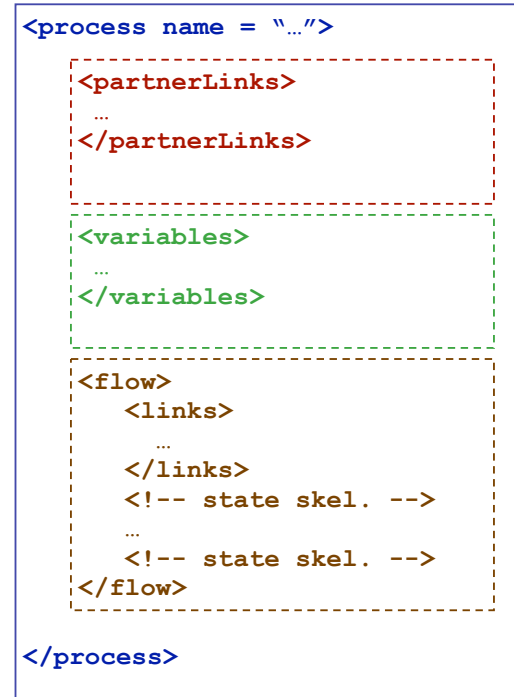 <process name = “…”>
<partnerLinks>
…
</partnerLinks>
<variables>
…
</variables>
<flow>
<links>
…
</links>
<!-- state skel. -->
…
<!-- state skel. -->
</flow>
</process>